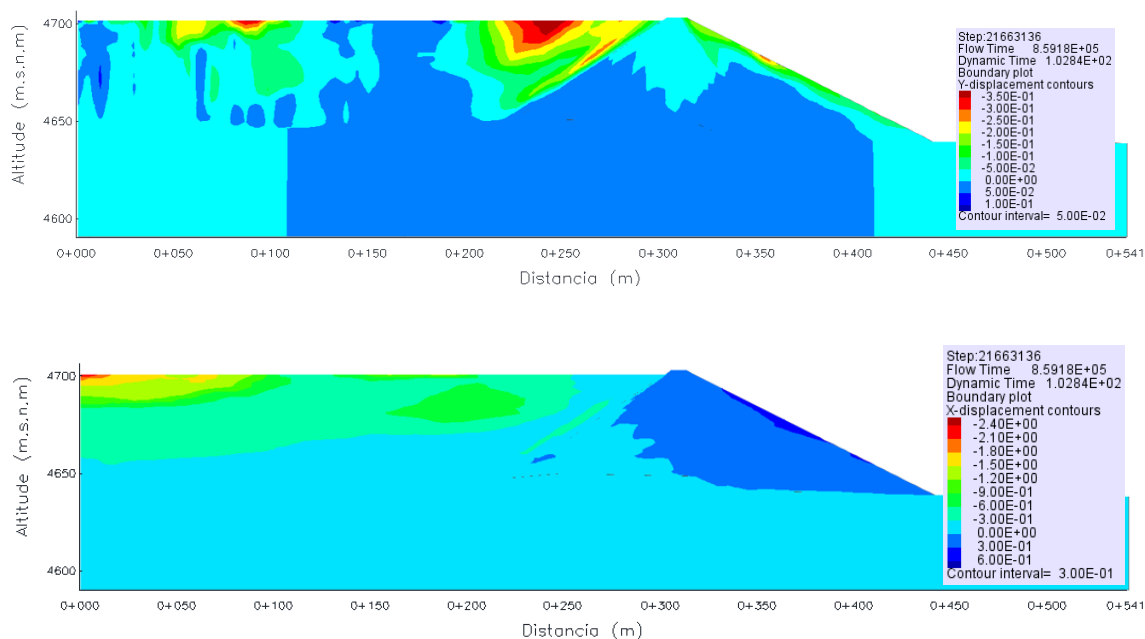 4700
4650
4600
Altitude (m.s.n.m)
0+000 0+050 0+100 0+150 0+200 0+250 0+300 0+350 0+400 0+450 0+500 0+541
Distancia (m)
Step:21663136
Flow Time 8.5918E+05
Dynamic Time 1.0284E+02
Boundary plot
Y-displacement contours
-3.50E-01
-3.00E-01
-2.50E-01
-2.00E-01
-1.50E-01
-1.00E-01
-5.00E-02
0.00E+00
5.00E-02
1.00E-01
Contour interval= 5.00E-02
4700
4650
4600
Altitude (m.s.n.m)
0+000 0+050 0+100 0+150 0+200 0+250 0+300 0+350 0+400 0+450 0+500 0+541
Distancia (m)
Step:21663136
Flow Time 8.5918E+05
Dynamic Time 1.0284E+02
Boundary plot
X-displacement contours
-2.40E+00
-2.10E+00
-1.80E+00
-1.50E+00
-1.20E+00
-9.00E-01
-6.00E-01
-3.00E-01
0.00E+00
3.00E-01
6.00E-01
Contour interval= 3.00E-01